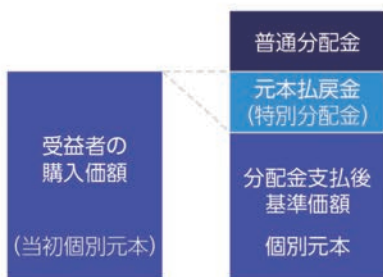 受益者の
購入価額
(当初個別元本)
普通分配金
元本払戻金
(特別分配金)
分配金支払後
基準価額
個別元本